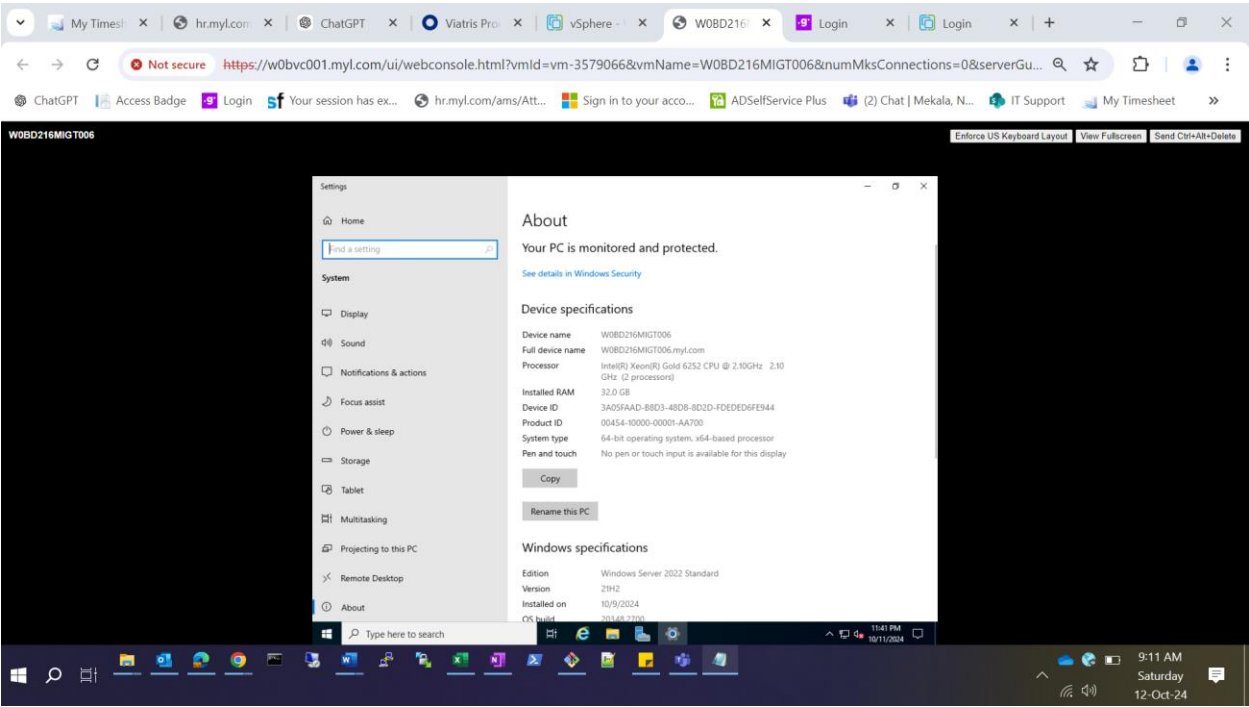 My Timesh
hr.myl.com
ChatGPT
Viatris Pro
vSphere -
W0BD216
Login
Login
Not secure https://w0bvc001.myl.com/ui/webconsole.html?vmId=vm-3579066&vmName=W0BD216MIGT006&numMksConnections=0&serverGu...
ChatGPT Access Badge Login Your session has ex... hr.myl.com/ams/Att... Sign in to your acco... ADSelfService Plus (2) Chat | Mekala, N... IT Support My Timesheet
W0BD216MIGT006
Enforce US Keyboard Layout View Fullscreen Send Ctrl+Alt+Delete
Settings
Home
Find a setting
System
Display
Sound
Notifications & actions
Focus assist
Power & sleep
Storage
Tablet
Multitasking
Projecting to this PC
Remote Desktop
About
About
Your PC is monitored and protected.
See details in Windows Security
Device specifications
Device name W0BD216MIGT006
Full device name W0BD216MIGT006.myl.com
Processor Intel(R) Xeon(R) Gold 6252 CPU @ 2.10GHz 2.10
GHz (2 processors)
Installed RAM 32.0 GB
Device ID 3A05FAAD-B8D3-48DB-8D2D-FDEDED6FE944
Product ID 00454-10000-00001-AA700
System type 64-bit operating system, x64-based processor
Pen and touch No pen or touch input is available for this display
Copy
Rename this PC
Windows specifications
Edition Windows Server 2022 Standard
Version 21H2
Installed on 10/9/2024
OS build 20348.2700
Type here to search
11:41 PM
10/11/2024
9:11 AM
Saturday
12-Oct-24